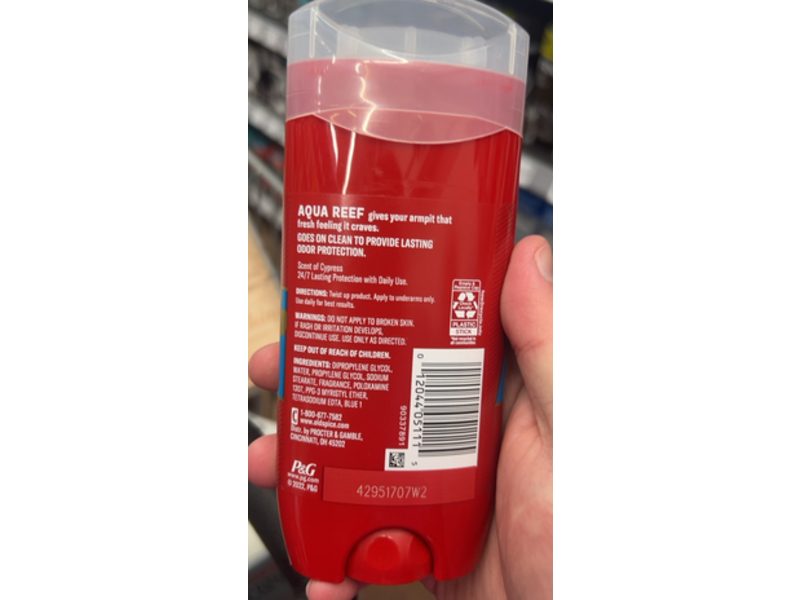 AQUA REEF gives your armpit that
fresh feeling it craves.
GOES ON CLEAN TO PROVIDE LASTING
ODOR PROTECTION.
Scent of Cypress
24/7 Lasting Protection with Daily Use.
DIRECTIONS: Twist up product. Apply to underarms only.
Use daily for best results.
WARNINGS: DO NOT APPLY TO BROKEN SKIN.
IF RASH OR IRRITATION DEVELOPS,
DISCONTINUE USE. USE ONLY AS DIRECTED.
KEEP OUT OF REACH OF CHILDREN.
INGREDIENTS: DIPROPYLENE GLYCOL,
WATER, PROPYLENE GLYCOL, SODIUM
STEARATE, FRAGRANCE, POLOXAMINE
1307, PPG-3 MYRISTYL ETHER,
TETRASODIUM EDTA, BLUE 1
1-800-677-7582
www.oldspice.com
Distr. by PROCTER & GAMBLE,
CINCINNATI, OH 45202
P&G
www.pg.com
© 2022, P&G
Check
Locally*
PLASTIC
STICK
0 12044 05111 5
90337891
42951707W2